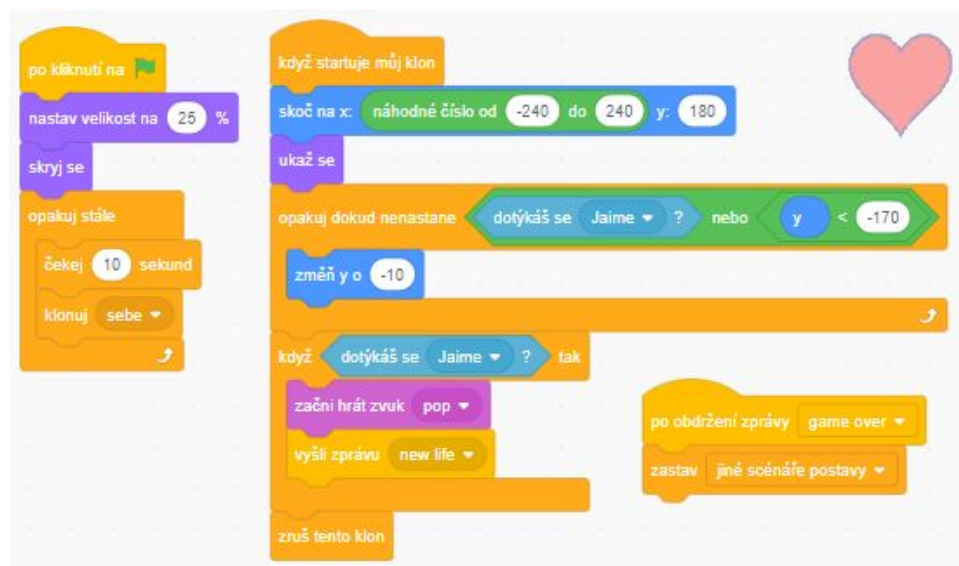 po kliknutí na
nastav velikost na 25 %
skryj se
opakuj stále
čekej 10 sekund
klonuj sebe
když startuje můj klon
skoč na x: náhodné číslo od -240 do 240 y: 180
ukaž se
opakuj dokud nenastane dotýkáš se Jaime ? nebo y < -170
změň y o -10
když dotýkáš se Jaime ? tak
začni hrát zvuk pop
vyšli zprávu new life
zruš tento klon
po obdržení zprávy game over
zastav jiné scénáře postavy